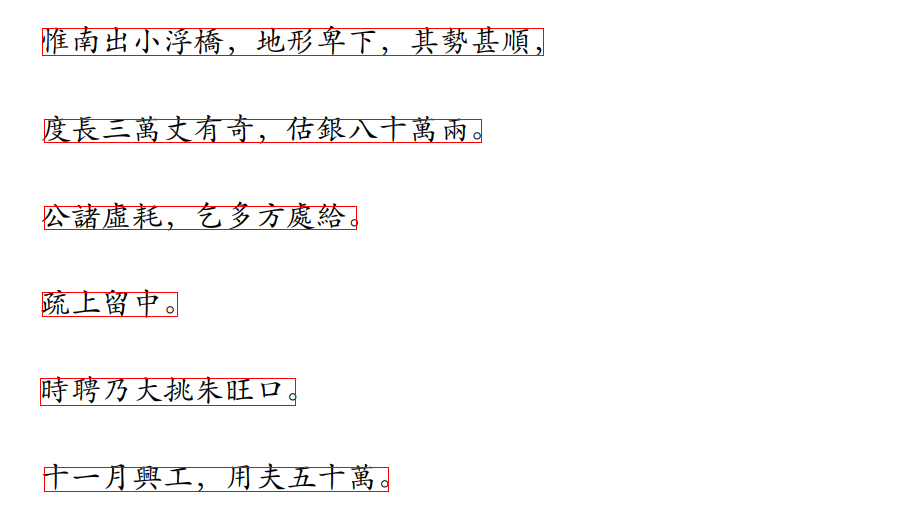 惟南出小浮橋，地形卑下，其勢甚順，
度長三萬丈有奇，估銀八十萬兩。
公諸虛耗，乞多方處給。
疏上留中。
時聘乃大挑朱旺口。
十一月興工，用夫五十萬。